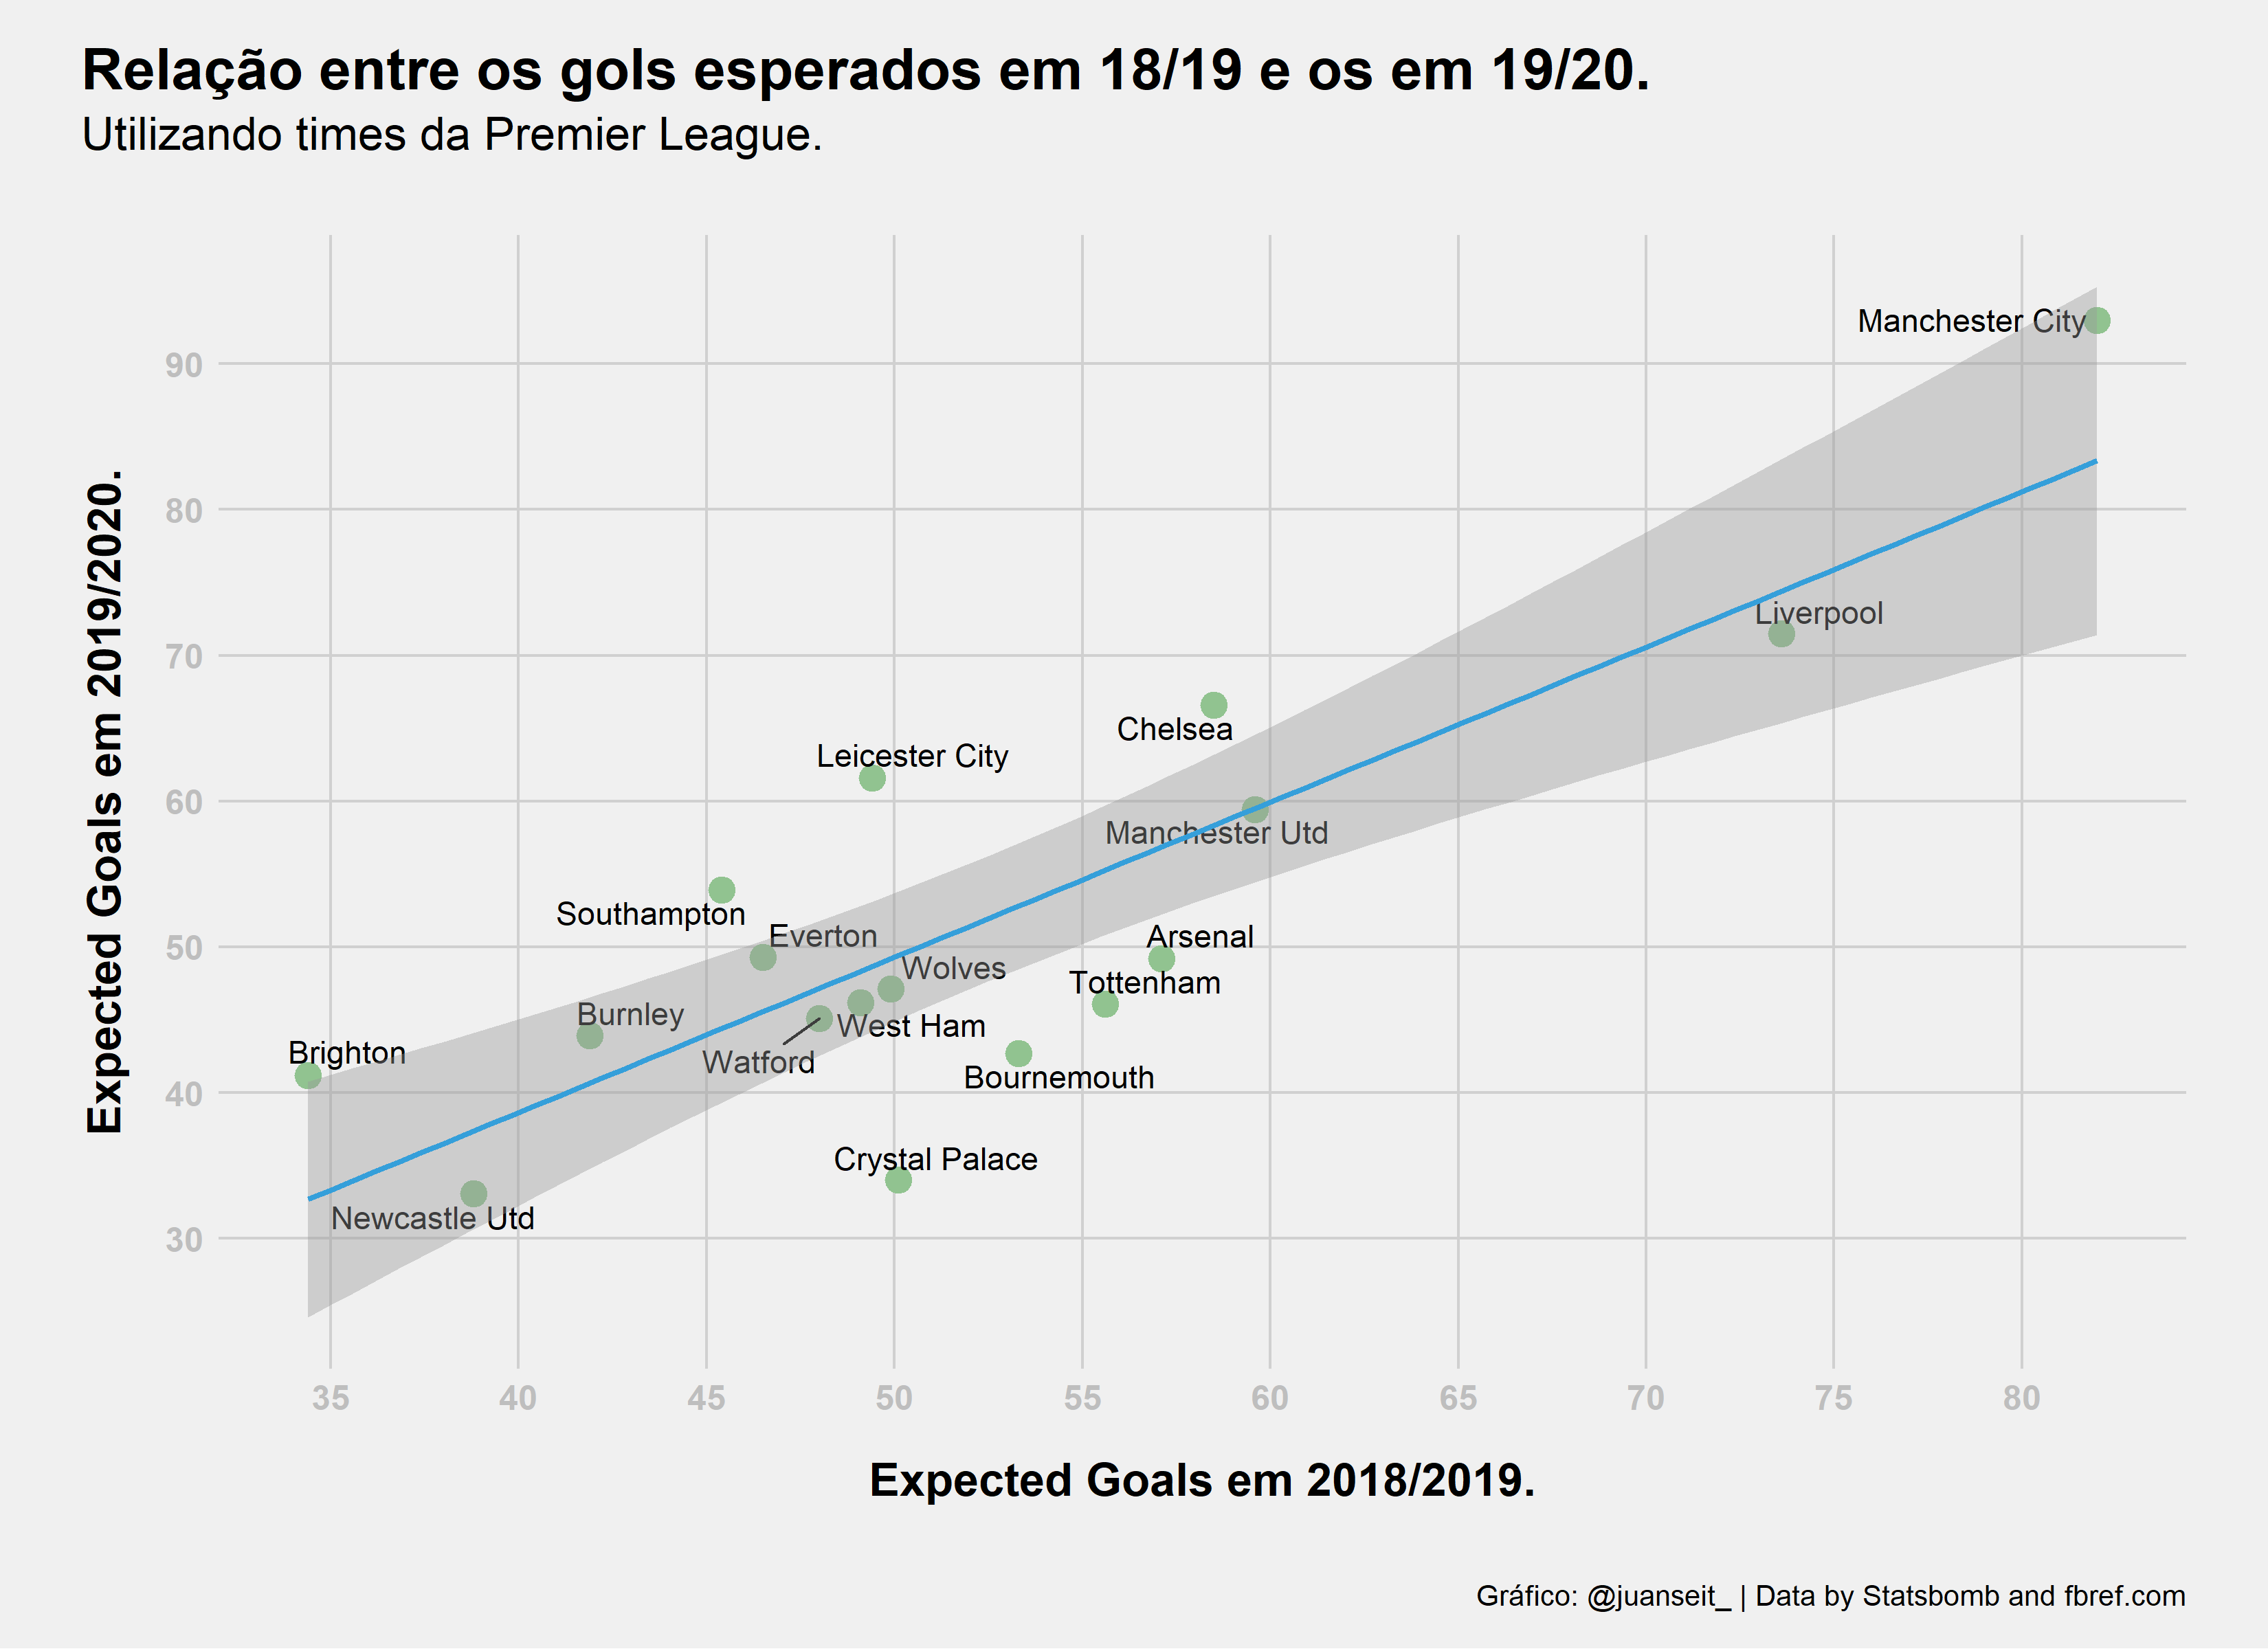 Relação entre os gols esperados em 18/19 e os em 19/20.
Utilizando times da Premier League.
Expected Goals em 2019/2020.
90
80
70
60
50
40
30
Manchester City
Liverpool
Chelsea
Leicester City
Manchester Utd
Southampton
Everton
Arsenal
Wolves
Tottenham
Burnley
West Ham
Brighton
Watford
Bournemouth
Crystal Palace
Newcastle Utd
35 40 45 50 55 60 65 70 75 80
Expected Goals em 2018/2019.
Gráfico: @juanseit_ | Data by Statsbomb and fbref.com